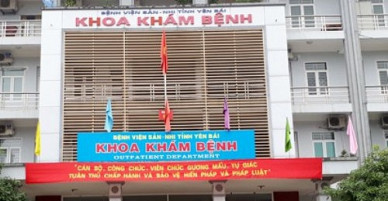 BỆNH VIỆN SẢN - NHI TỈNH YÊN BÁI
KHOA KHÁM BỆNH
BỆNH VIỆN SẢN - NHI TỈNH YÊN BÁI
KHOA KHÁM BỆNH
OUTPATIENT DEPARTMENT
"CÁN BỘ, CÔNG CHỨC, VIÊN CHỨC GƯƠNG MẪU, TỰ GIÁC
TUÂN THỦ CHẤP HÀNH VÀ BẢO VỆ HIẾN PHÁP VÀ PHÁP LUẬT"